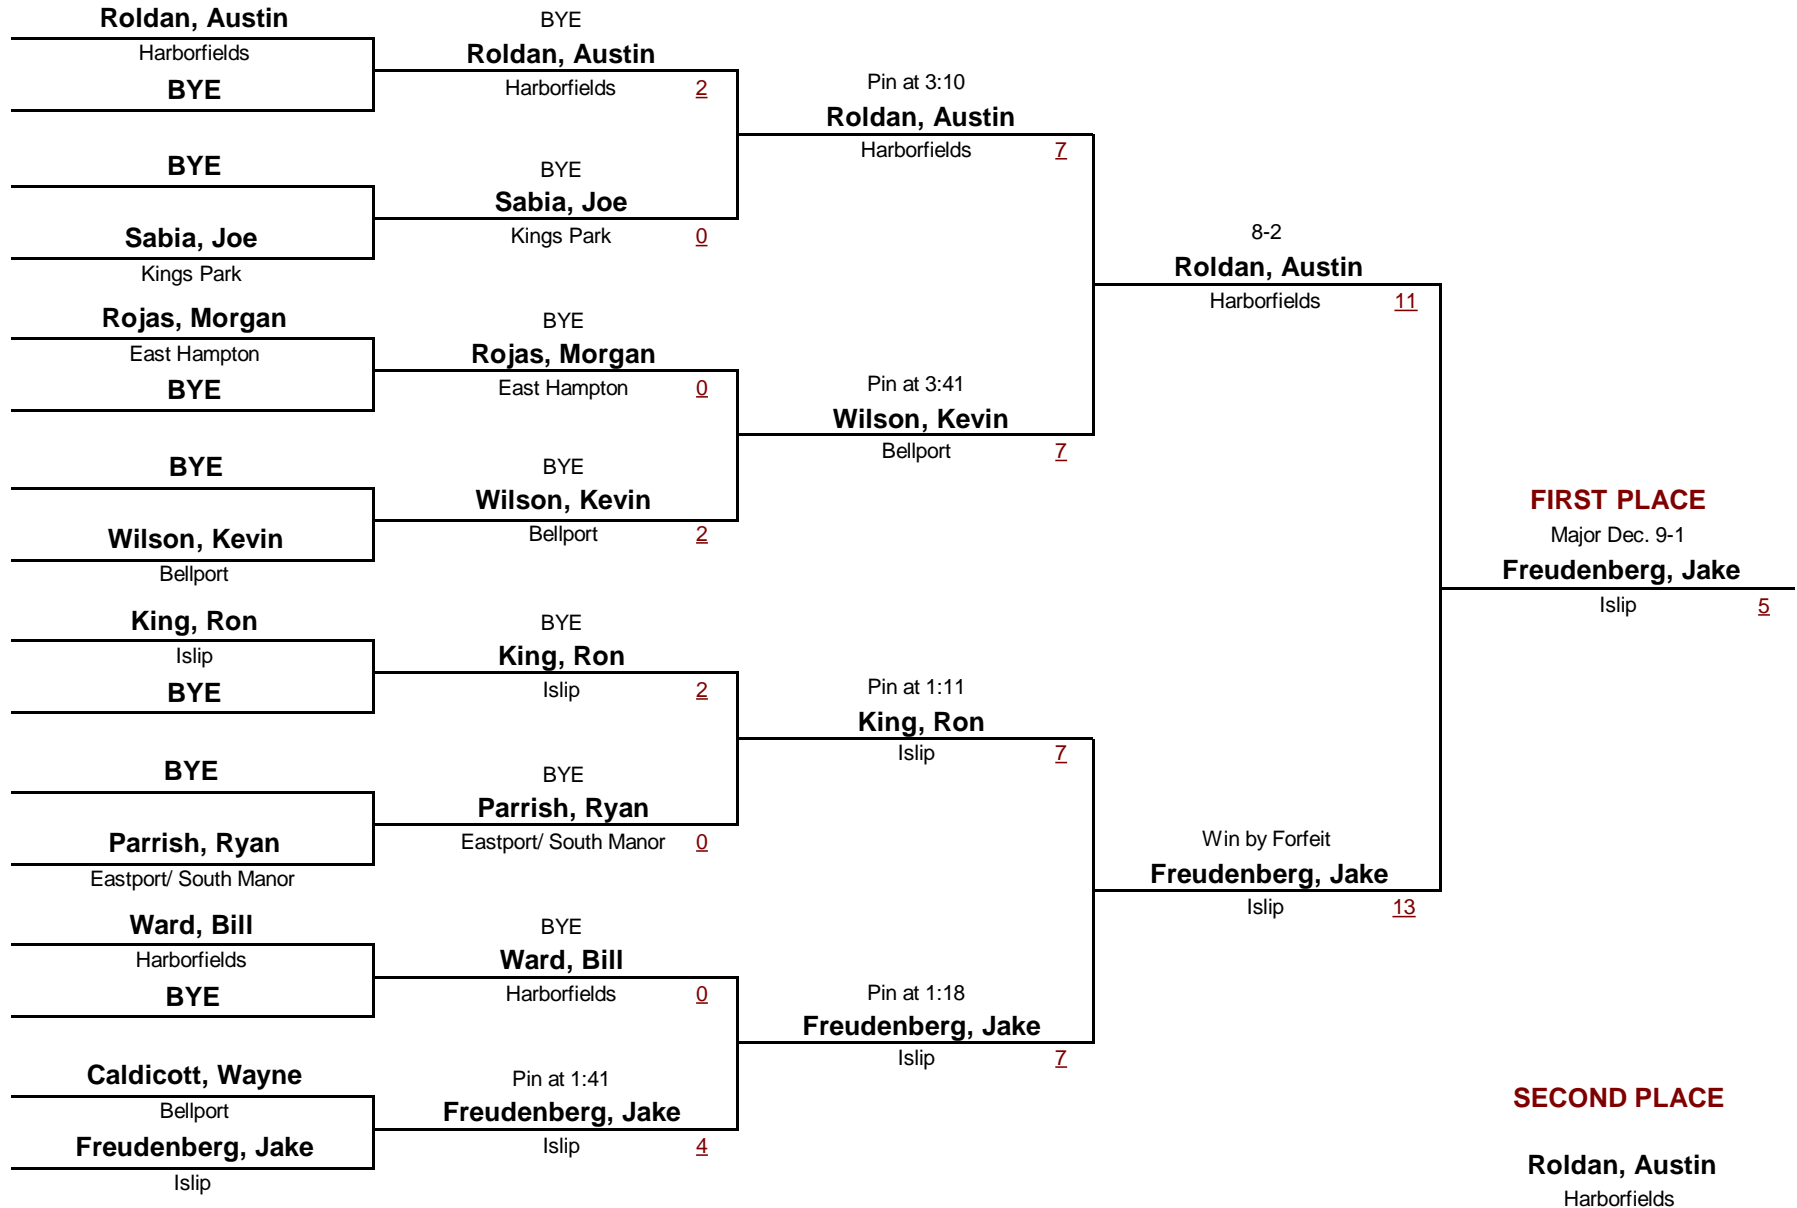 Roldan, Austin
Harborfields
BYE
BYE
Sabia, Joe
Kings Park
Rojas, Morgan
East Hampton
BYE
BYE
Wilson, Kevin
Bellport
King, Ron
Islip
BYE
BYE
Parrish, Ryan
Eastport/ South Manor
Ward, Bill
Harborfields
BYE
Caldicott, Wayne
Bellport
Freudenberg, Jake
Islip
BYE
Roldan, Austin
Harborfields 2
BYE
Sabia, Joe
Kings Park 0
BYE
Rojas, Morgan
East Hampton 0
BYE
Wilson, Kevin
Bellport 2
BYE
King, Ron
Islip 2
BYE
Parrish, Ryan
Eastport/ South Manor 0
BYE
Ward, Bill
Harborfields 0
Pin at 1:41
Freudenberg, Jake
Islip 4
Pin at 3:10
Roldan, Austin
Harborfields 7
Pin at 3:41
Wilson, Kevin
Bellport 7
Pin at 1:11
King, Ron
Islip 7
Pin at 1:18
Freudenberg, Jake
Islip 7
8-2
Roldan, Austin
Harborfields 11
Win by Forfeit
Freudenberg, Jake
Islip 13
FIRST PLACE
Major Dec. 9-1
Freudenberg, Jake
Islip 5
SECOND PLACE
Roldan, Austin
Harborfields